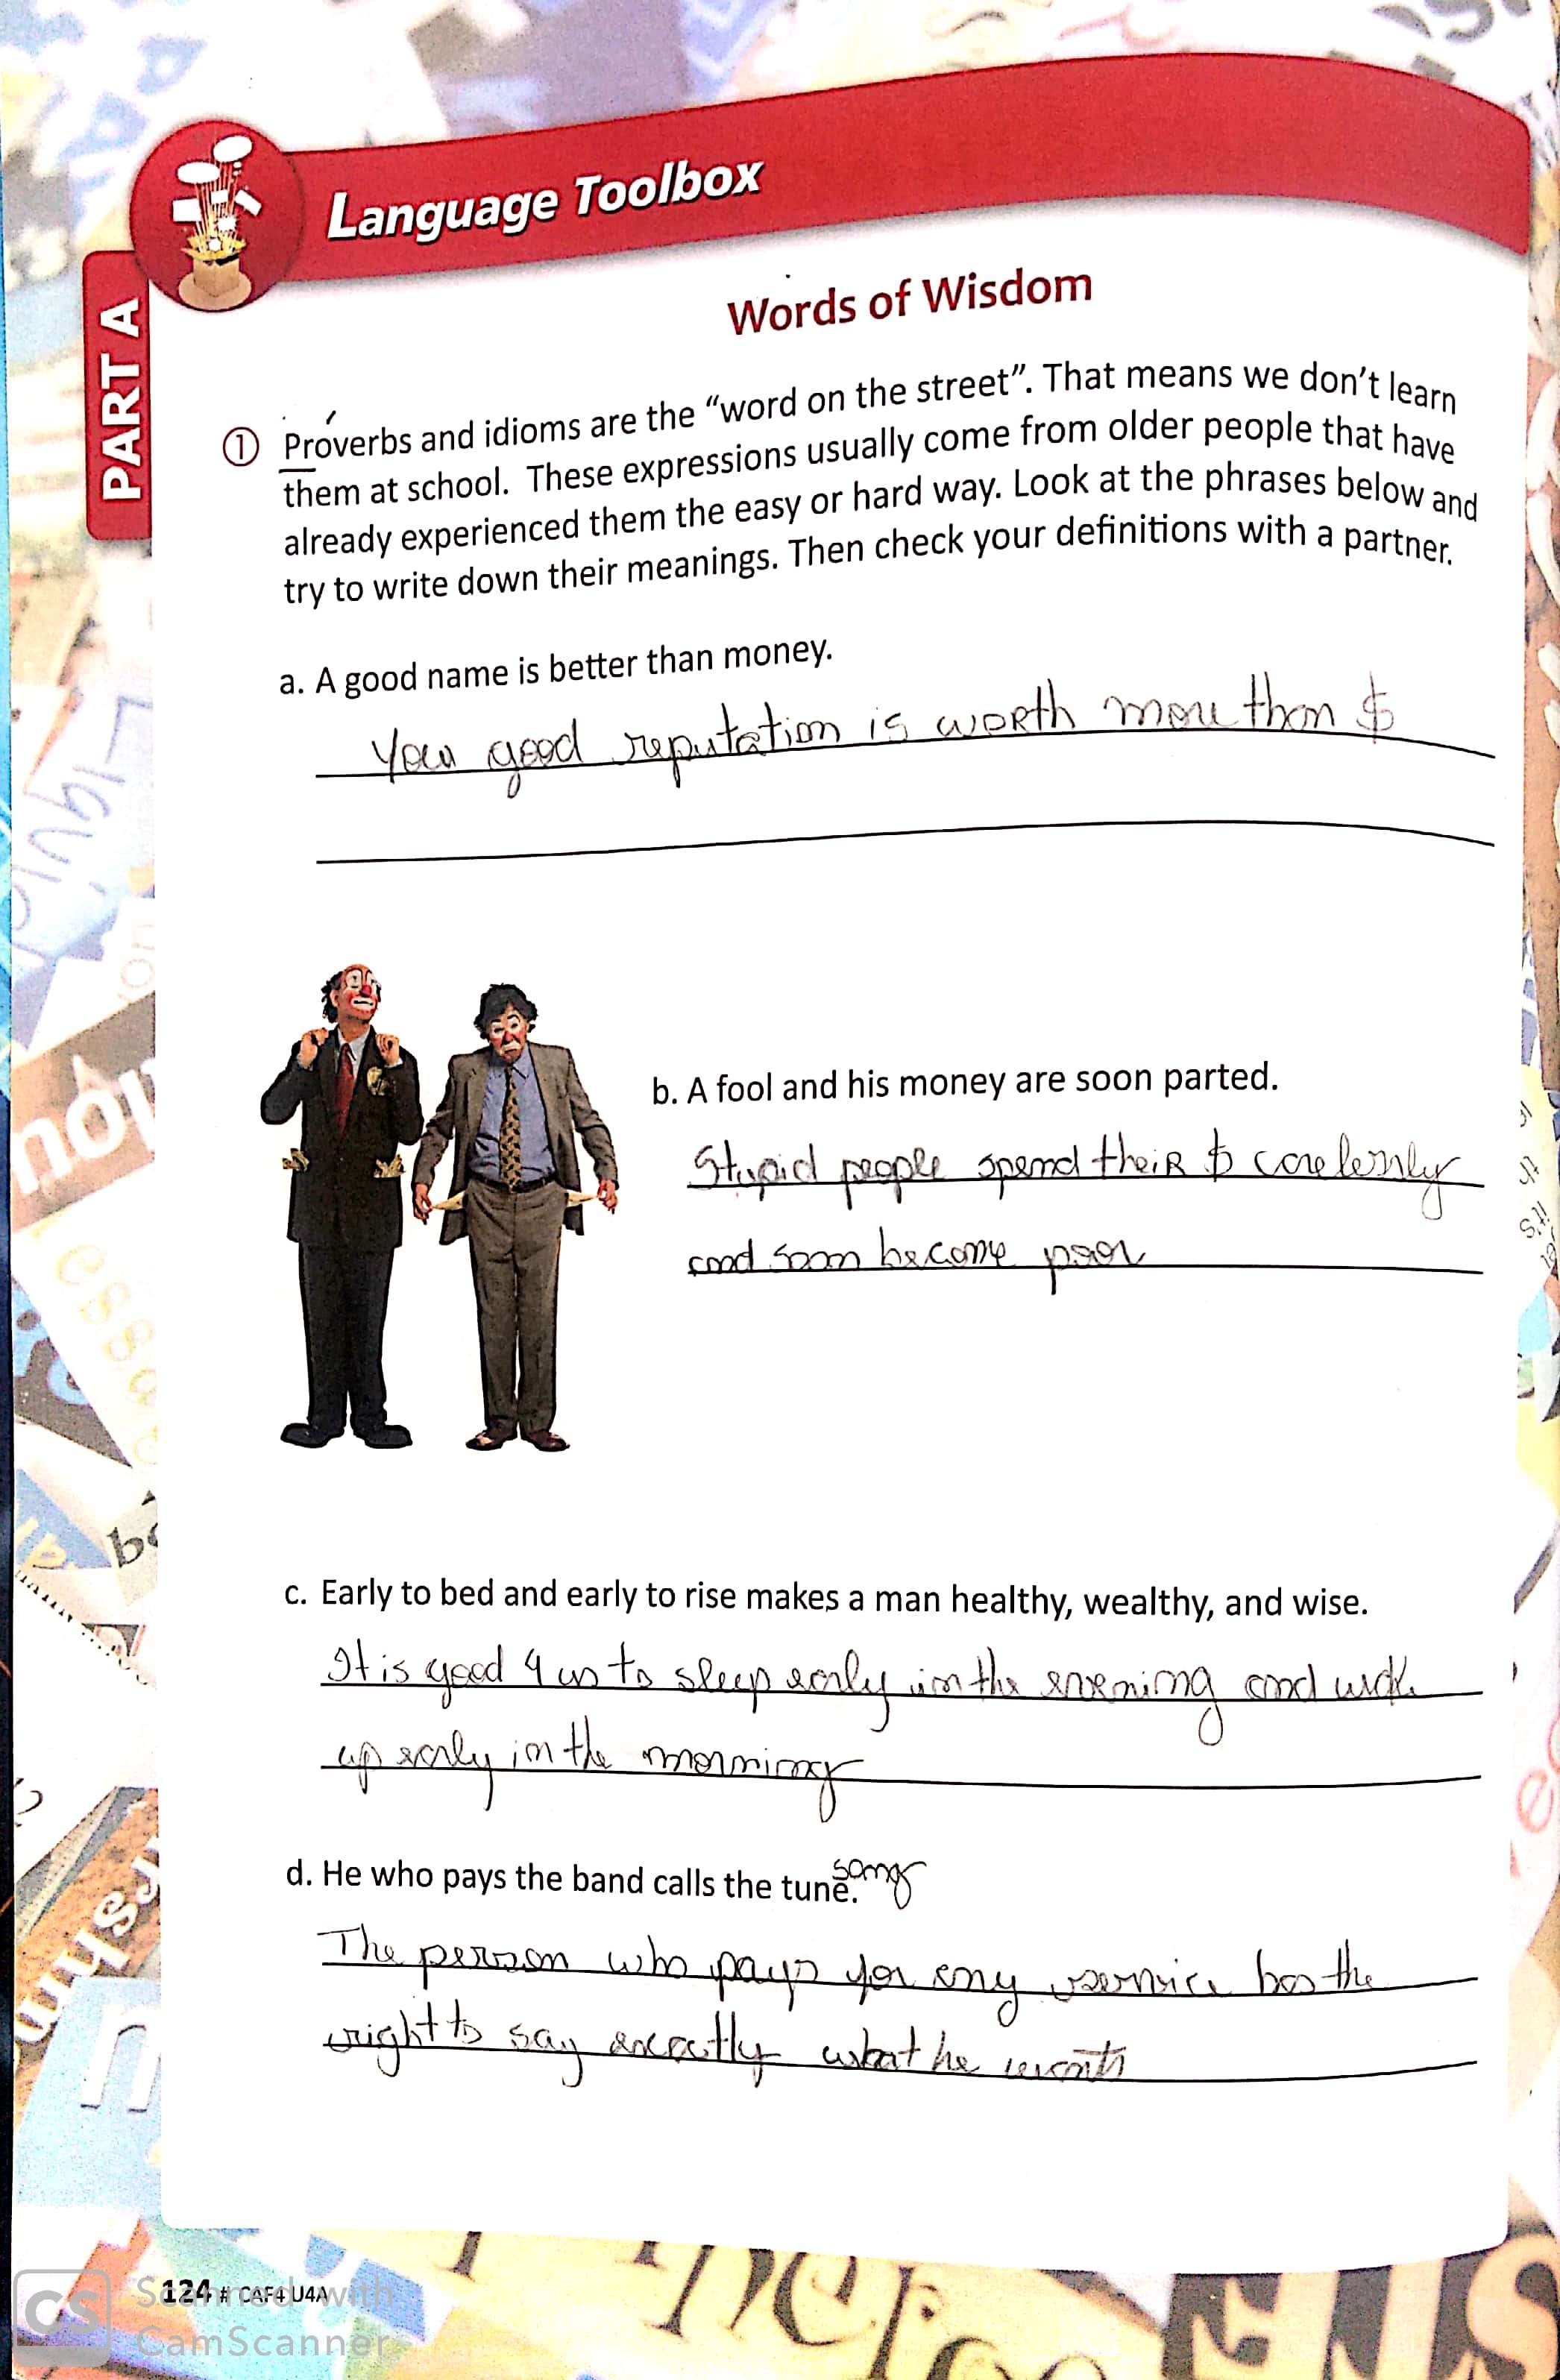 Language Toolbox
PART A
Words of Wisdom
① Proverbs and idioms are the “word on the street”. That means we don’t learn
them at school. These expressions usually come from older people that have
already experienced them the easy or hard way. Look at the phrases below and
try to write down their meanings. Then check your definitions with a partner.
a. A good name is better than money.
Your good reputation is worth more than $
b. A fool and his money are soon parted.
Stupid people spend their $ carelessly
and soon become poor
c. Early to bed and early to rise makes a man healthy, wealthy, and wise.
It is good 4 us to sleep early in the evening and wake
up early in the morning
d. He who pays the band calls the tune. song
The person who pays for any service has the
right to say exactly what he wants
124 # CAF4 U4A
CS Scanned with
CamScanner